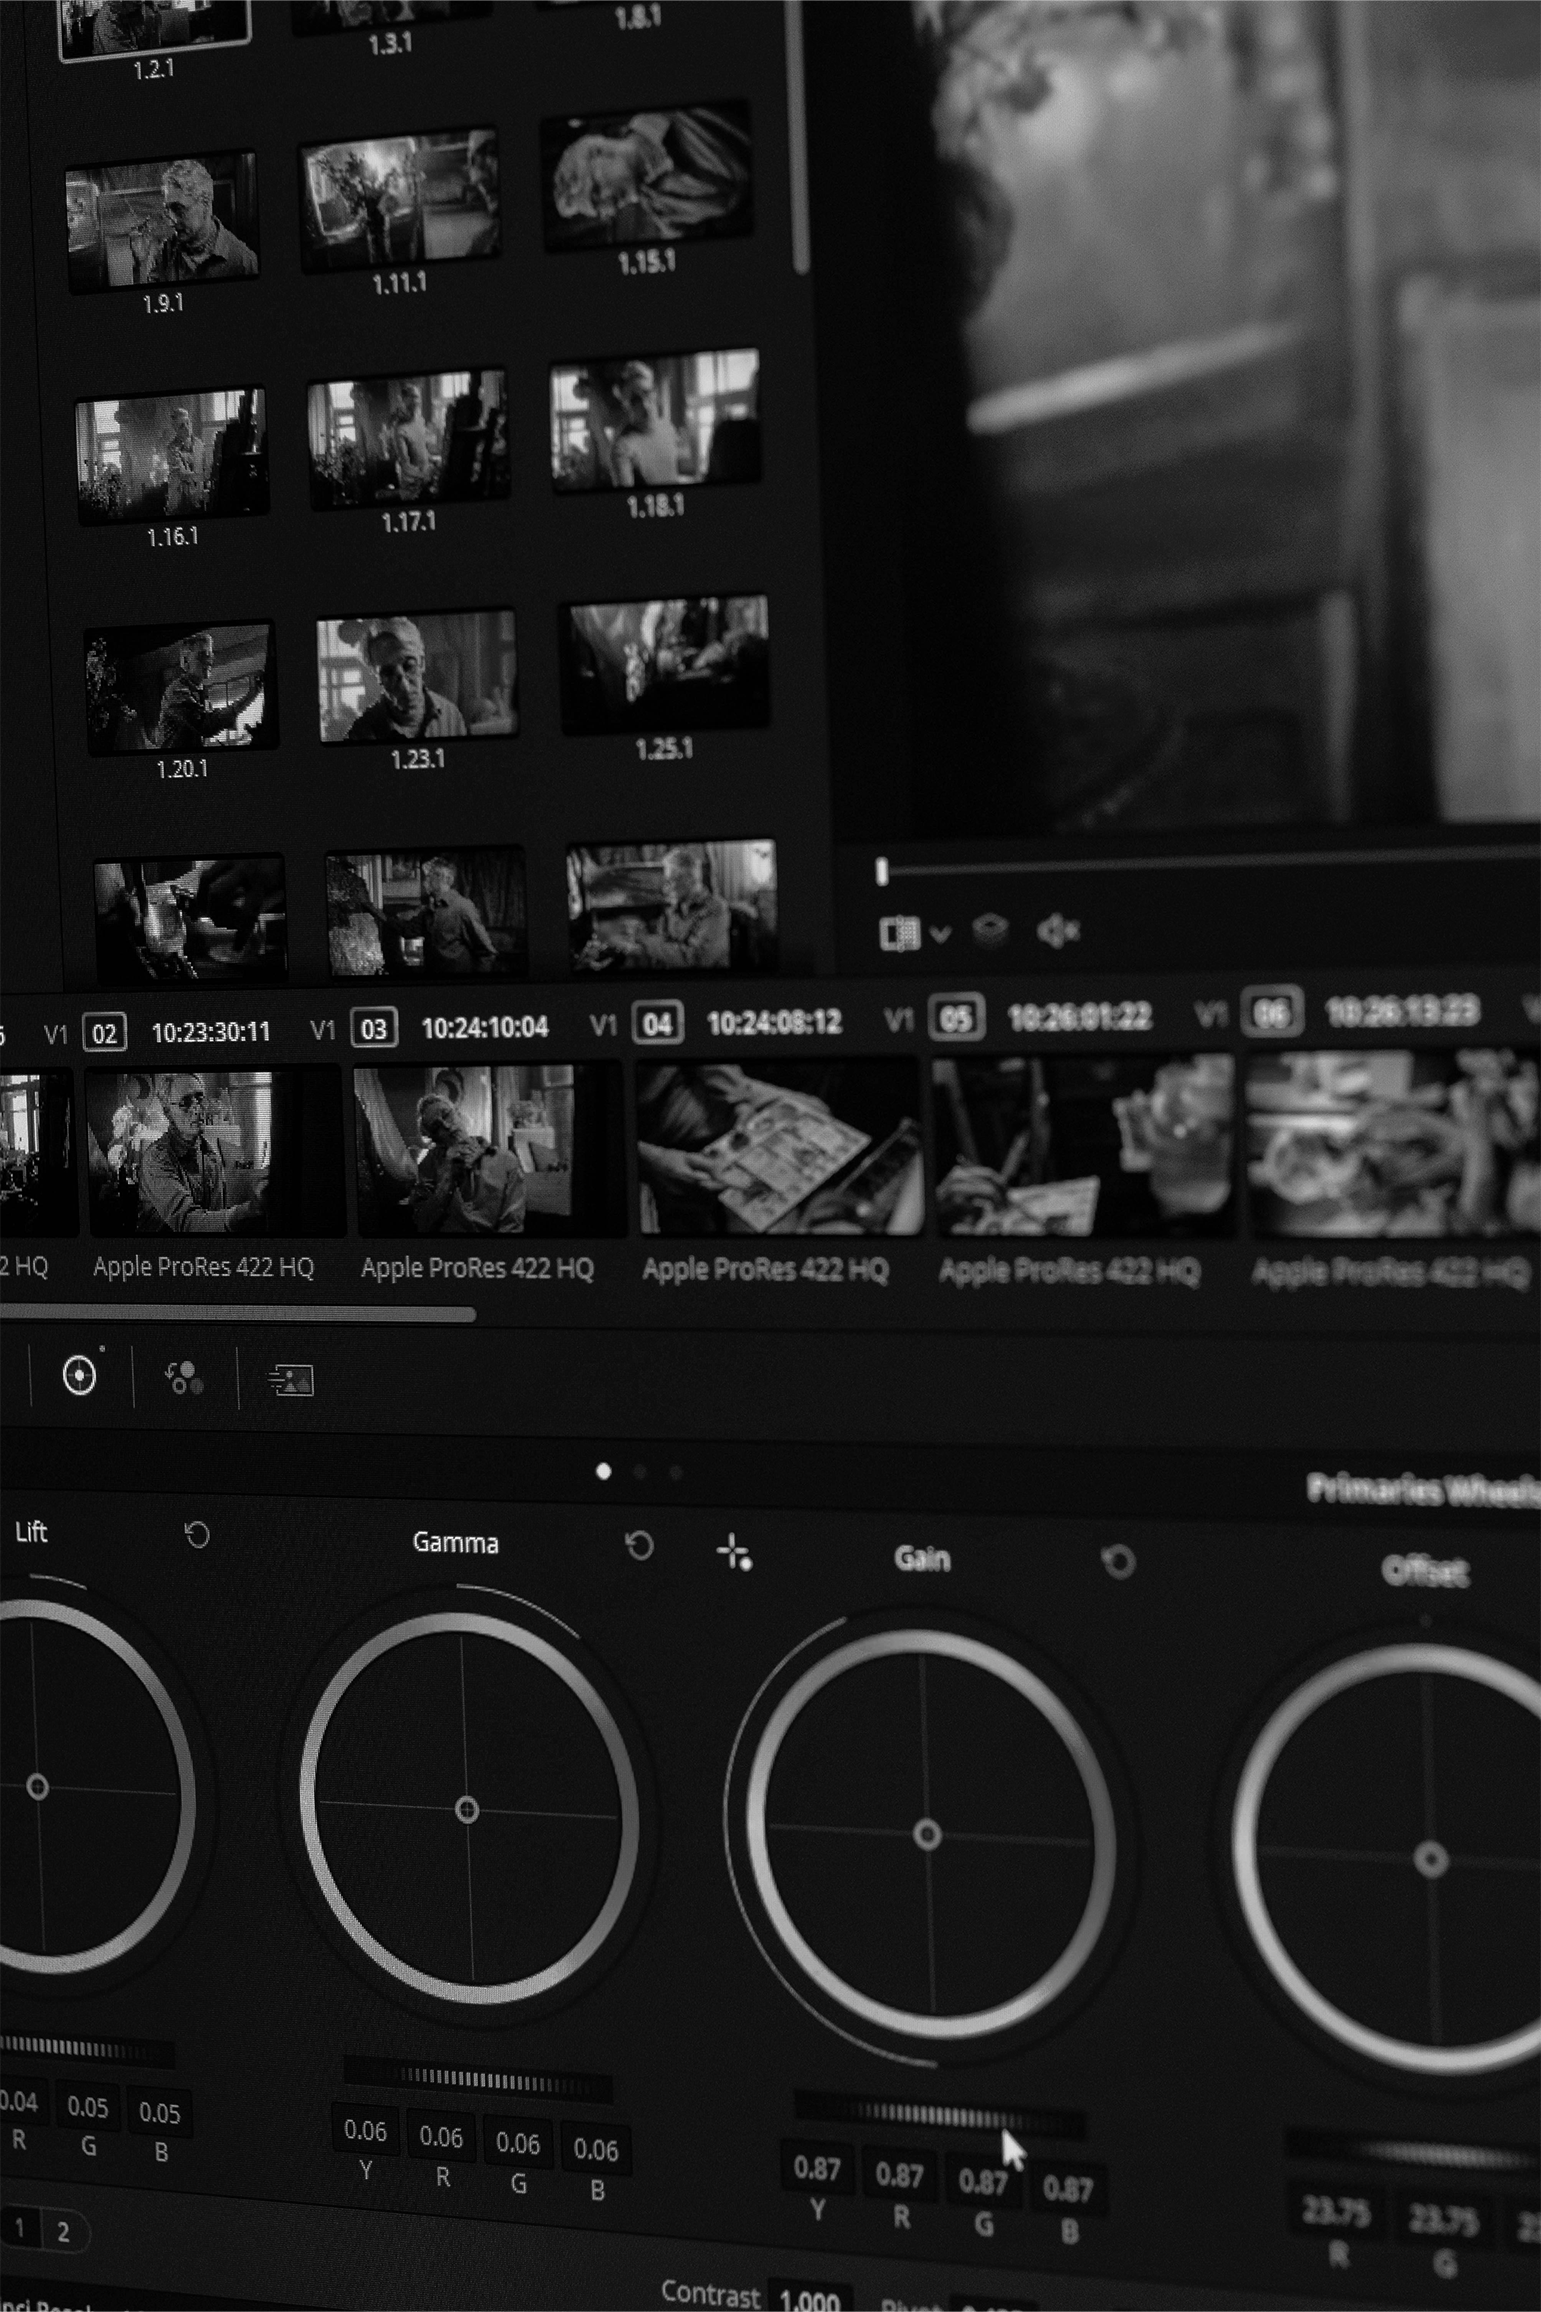 1.2.1 1.3.1 1.8.1
1.9.1 1.11.1 1.15.1
1.16.1 1.17.1 1.18.1
1.20.1 1.23.1 1.25.1
V1 02 10:23:30:11 V1 03 10:24:10:04 V1 04 10:24:08:12 V1 05 10:26:01:22 V1 06 10:26:13:23
2 HQ Apple ProRes 422 HQ Apple ProRes 422 HQ Apple ProRes 422 HQ Apple ProRes 422 HQ Apple ProRes 422 HQ
Primaries Wheels
Lift Gamma Gain Offset
0.04 0.05 0.05 0.06 0.06 0.06 0.06 0.87 0.87 0.87 0.87 23.75 23.75
R G B Y R G B Y R G B R G
1 2
Contrast 1.000 Pivot